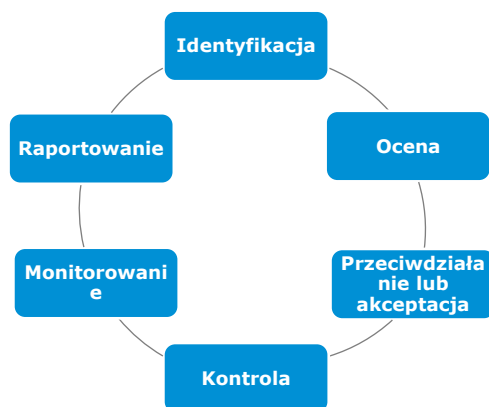 Identyfikacja
Ocena
Przeciwdziała
nie lub
akceptacja
Kontrola
Monitorowani
e
Raportowanie